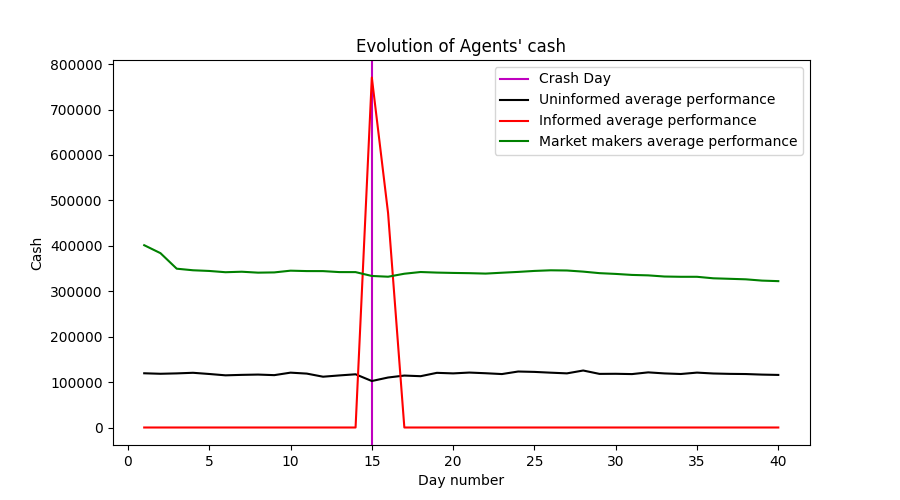 Evolution of Agents' cash
800000
700000
600000
500000
400000
300000
200000
100000
0
Cash
Crash Day
Uninformed average performance
Informed average performance
Market makers average performance
0 5 10 15 20 25 30 35 40
Day number